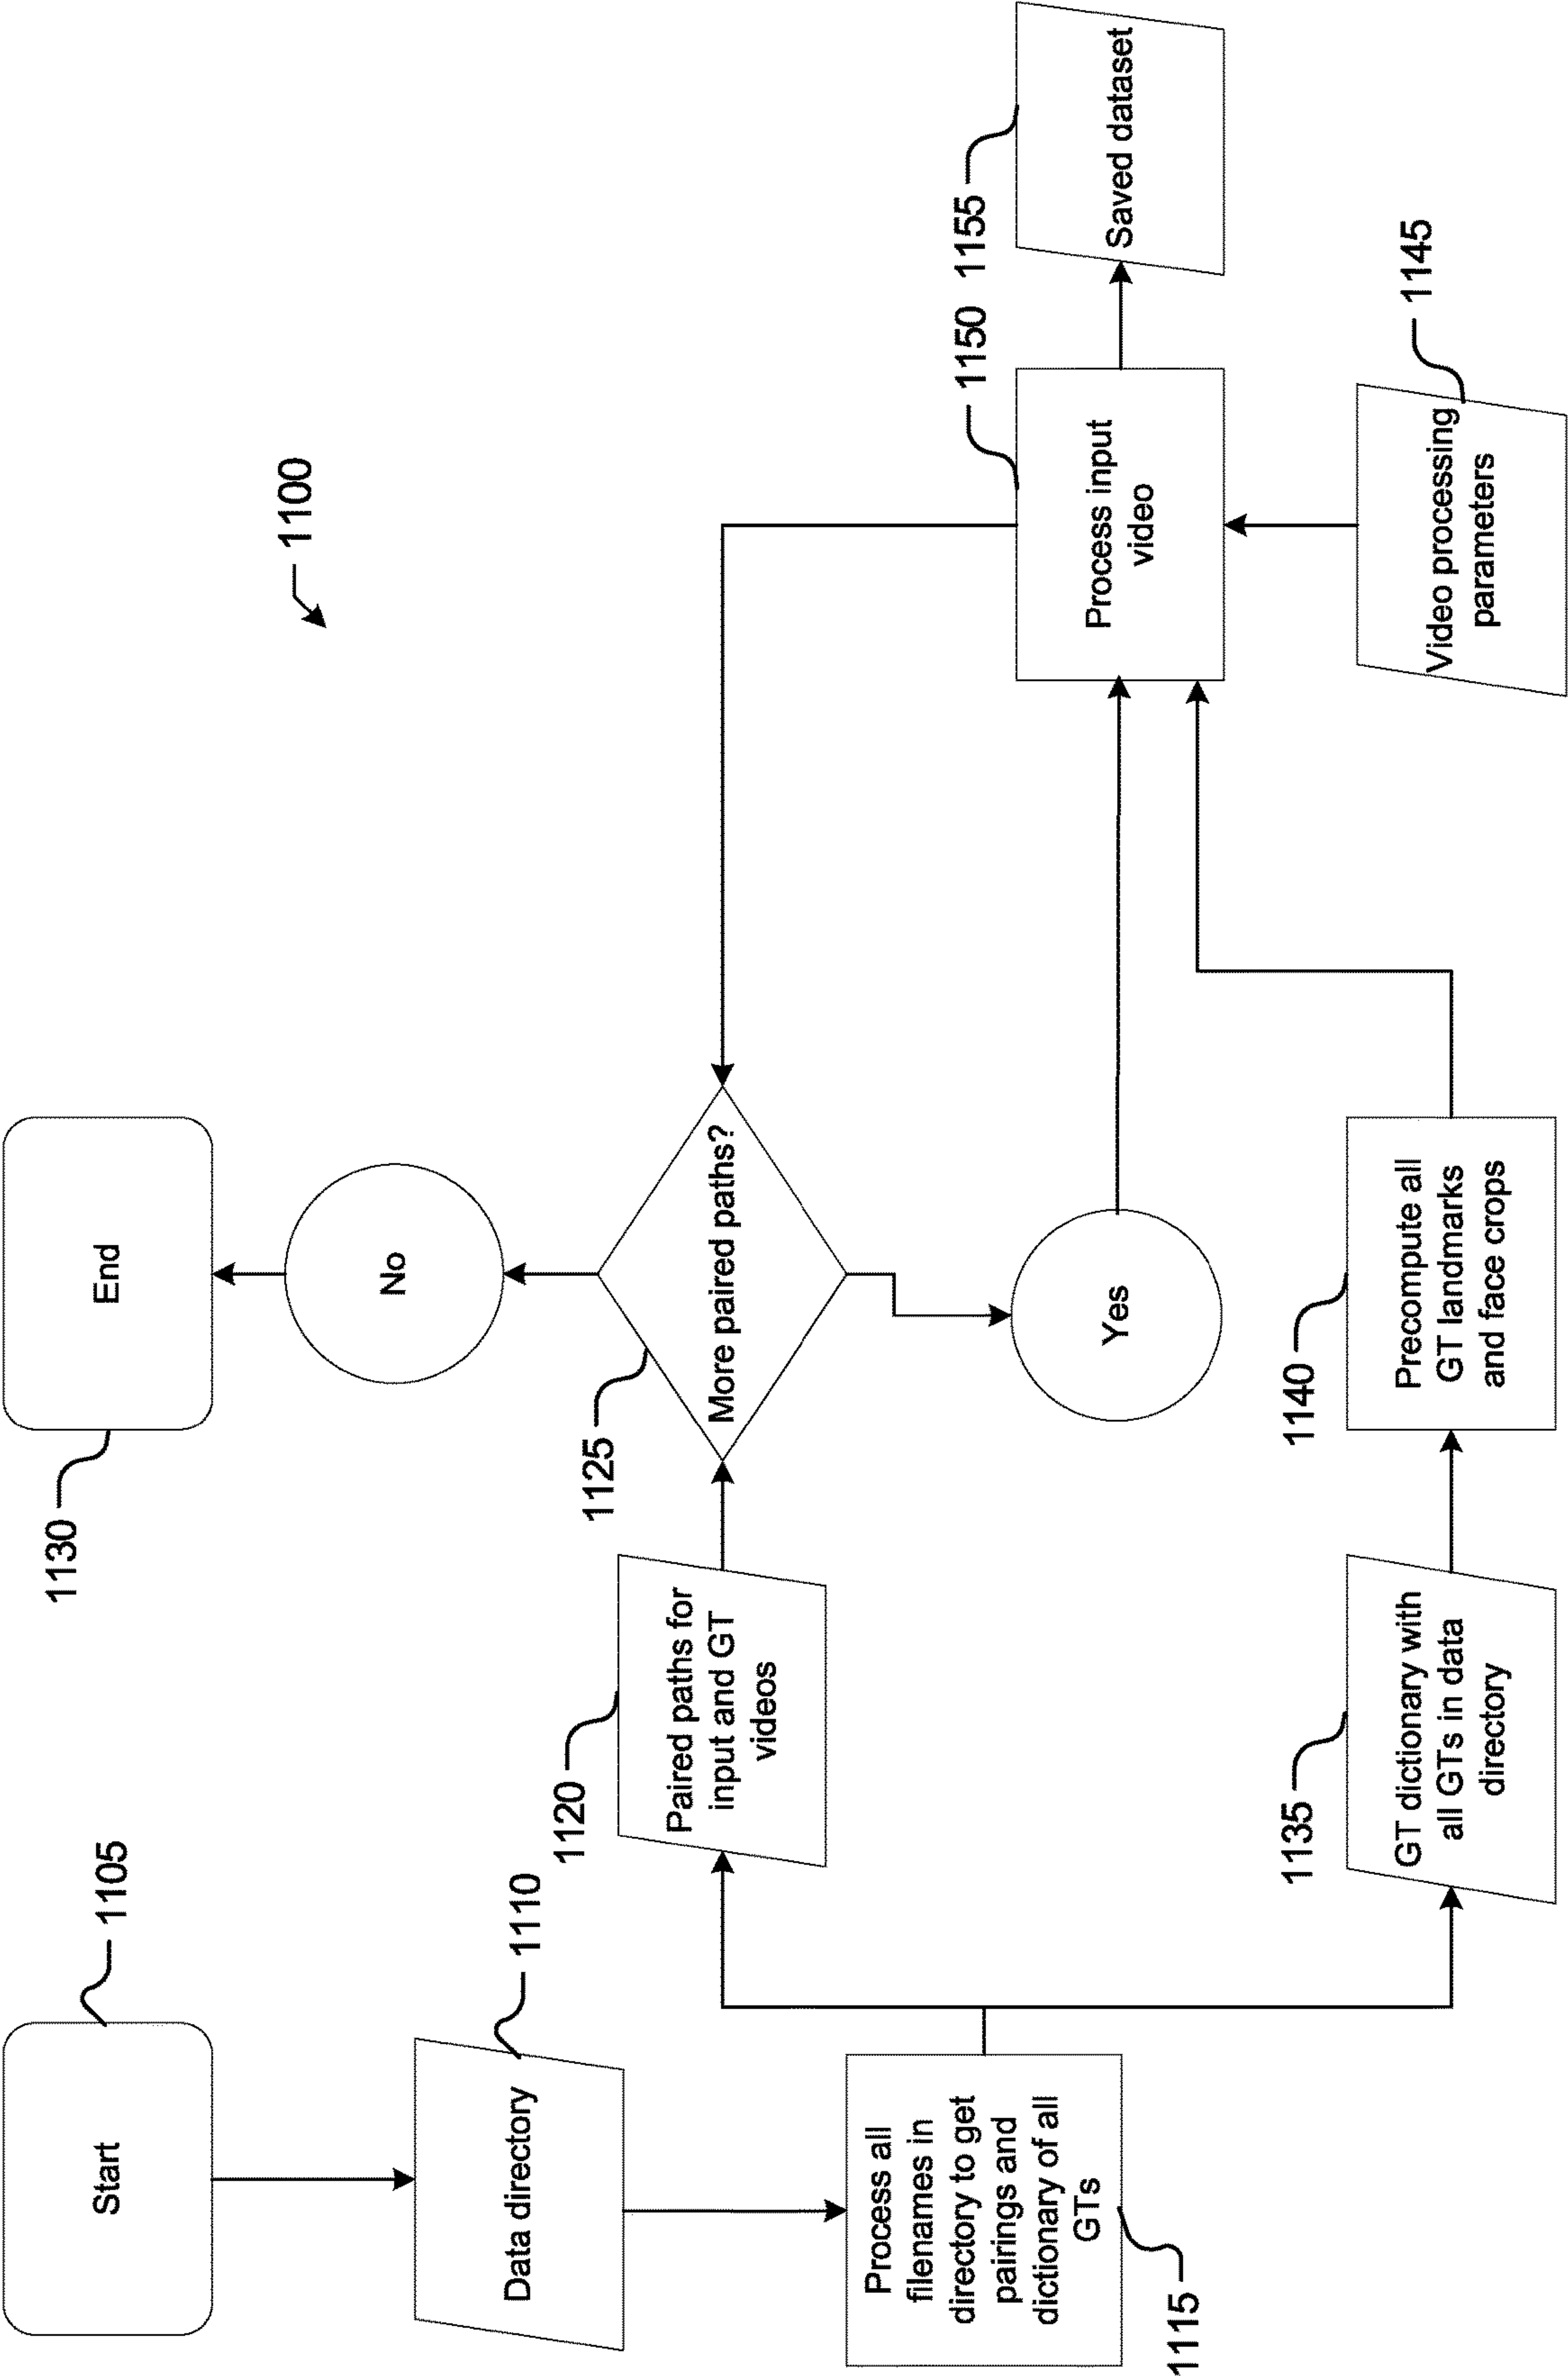 1100
Start
1105
Data directory
1110
Process all
filenames in
directory to get
pairings and
dictionary of all
GTs
1115
Paired paths for
input and GT
videos
1120
More paired paths?
1125
No
End
1130
Yes
GT dictionary with
all GTs in data
directory
1135
Precompute all
GT landmarks
and face crops
1140
Video processing
parameters
1145
Process input
video
1150
Saved dataset
1155